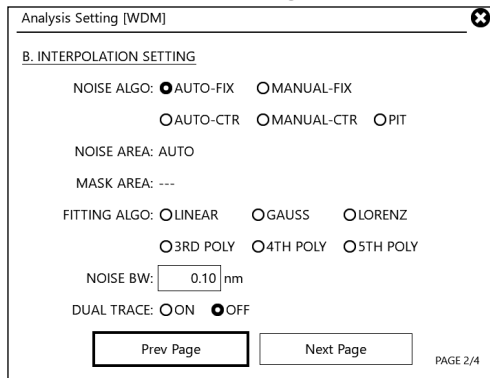 Analysis Setting [WDM]
B. INTERPOLATION SETTING
NOISE ALGO: AUTO-FIX MANUAL-FIX
AUTO-CTR MANUAL-CTR PIT
NOISE AREA: AUTO
MASK AREA: ---
FITTING ALGO: LINEAR GAUSS LORENZ
3RD POLY 4TH POLY 5TH POLY
NOISE BW: 0.10 nm
DUAL TRACE: ON OFF
Prev Page Next Page PAGE 2/4